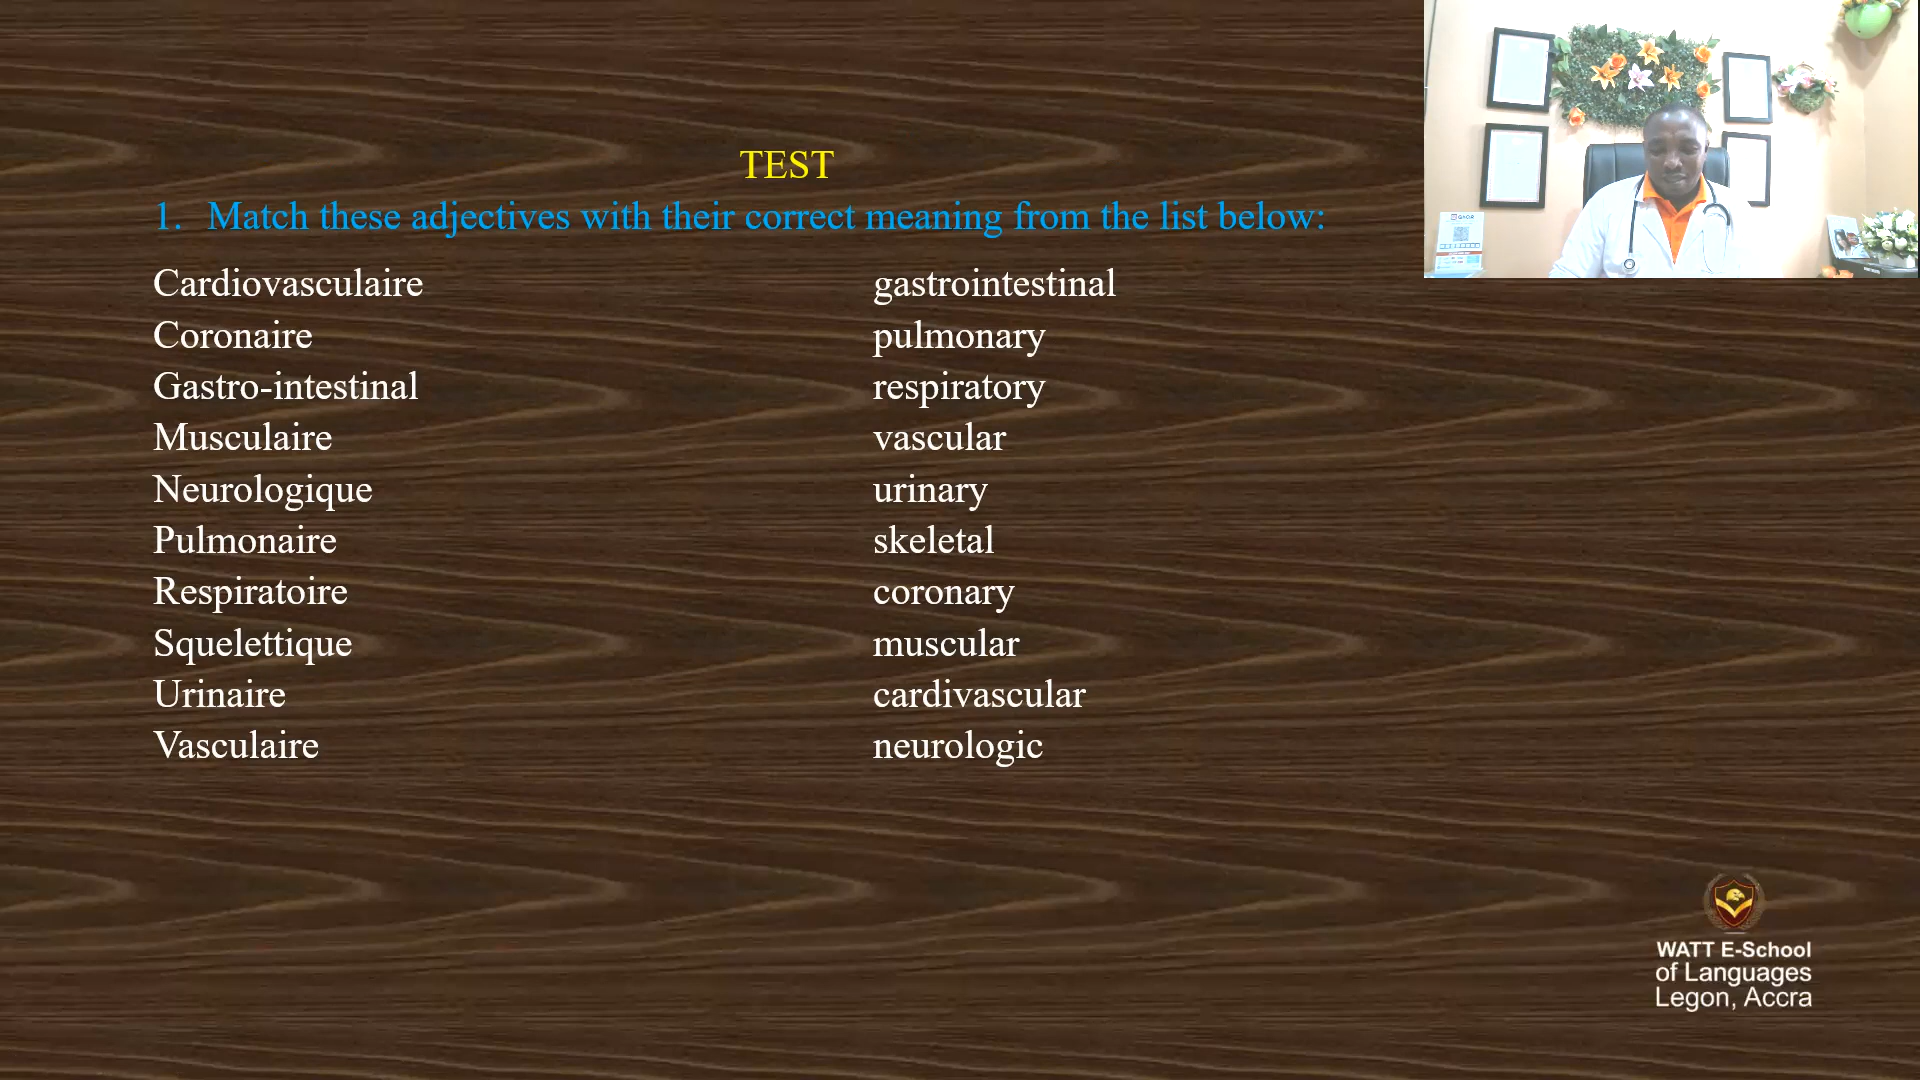 TEST
1. Match these adjectives with their correct meaning from the list below:
Cardiovasculaire gastrointestinal
Coronaire pulmonary
Gastro-intestinal respiratory
Musculaire vascular
Neurologique urinary
Pulmonaire skeletal
Respiratoire coronary
Squelettique muscular
Urinaire cardivascular
Vasculaire neurologic
WATT E-School
of Languages
Legon, Accra